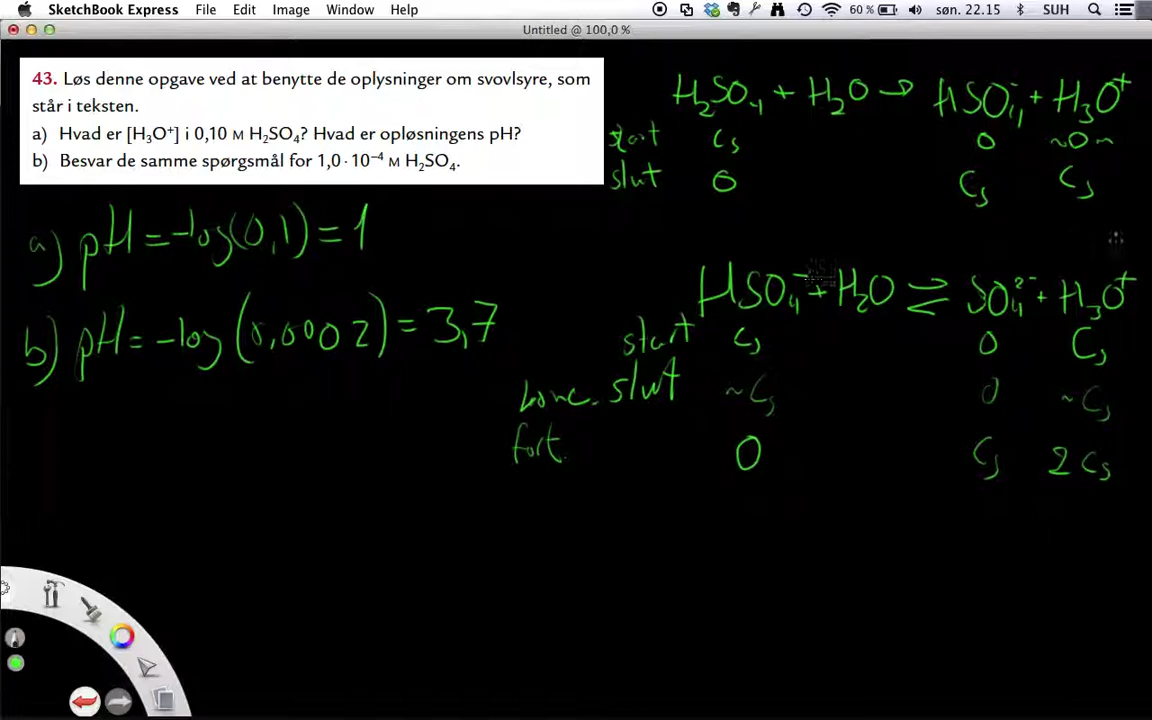 SketchBook Express File Edit Image Window Help 60 % søn. 22.15 SUH
Untitled @ 100,0 %
43. Løs denne opgave ved at benytte de oplysninger om svovlsyre, som
står i teksten.
a) Hvad er [H₃O⁺] i 0,10 M H₂SO₄? Hvad er opløsningens pH?
b) Besvar de samme spørgsmål for 1,0 · 10⁻⁴ M H₂SO₄.
H₂SO₄ + H₂O → HSO₄⁻ + H₃O⁺
start Cs 0 ~0~
slut 0 Cs Cs
a) pH = -log(0,1) = 1
b) pH = -log(0,0002) = 3,7
HSO₄⁻ + H₂O ⇌ SO₄²⁻ + H₃O⁺
start Cs 0 Cs
konc. slut ~Cs 0 ~Cs
fort. 0 Cs 2Cs